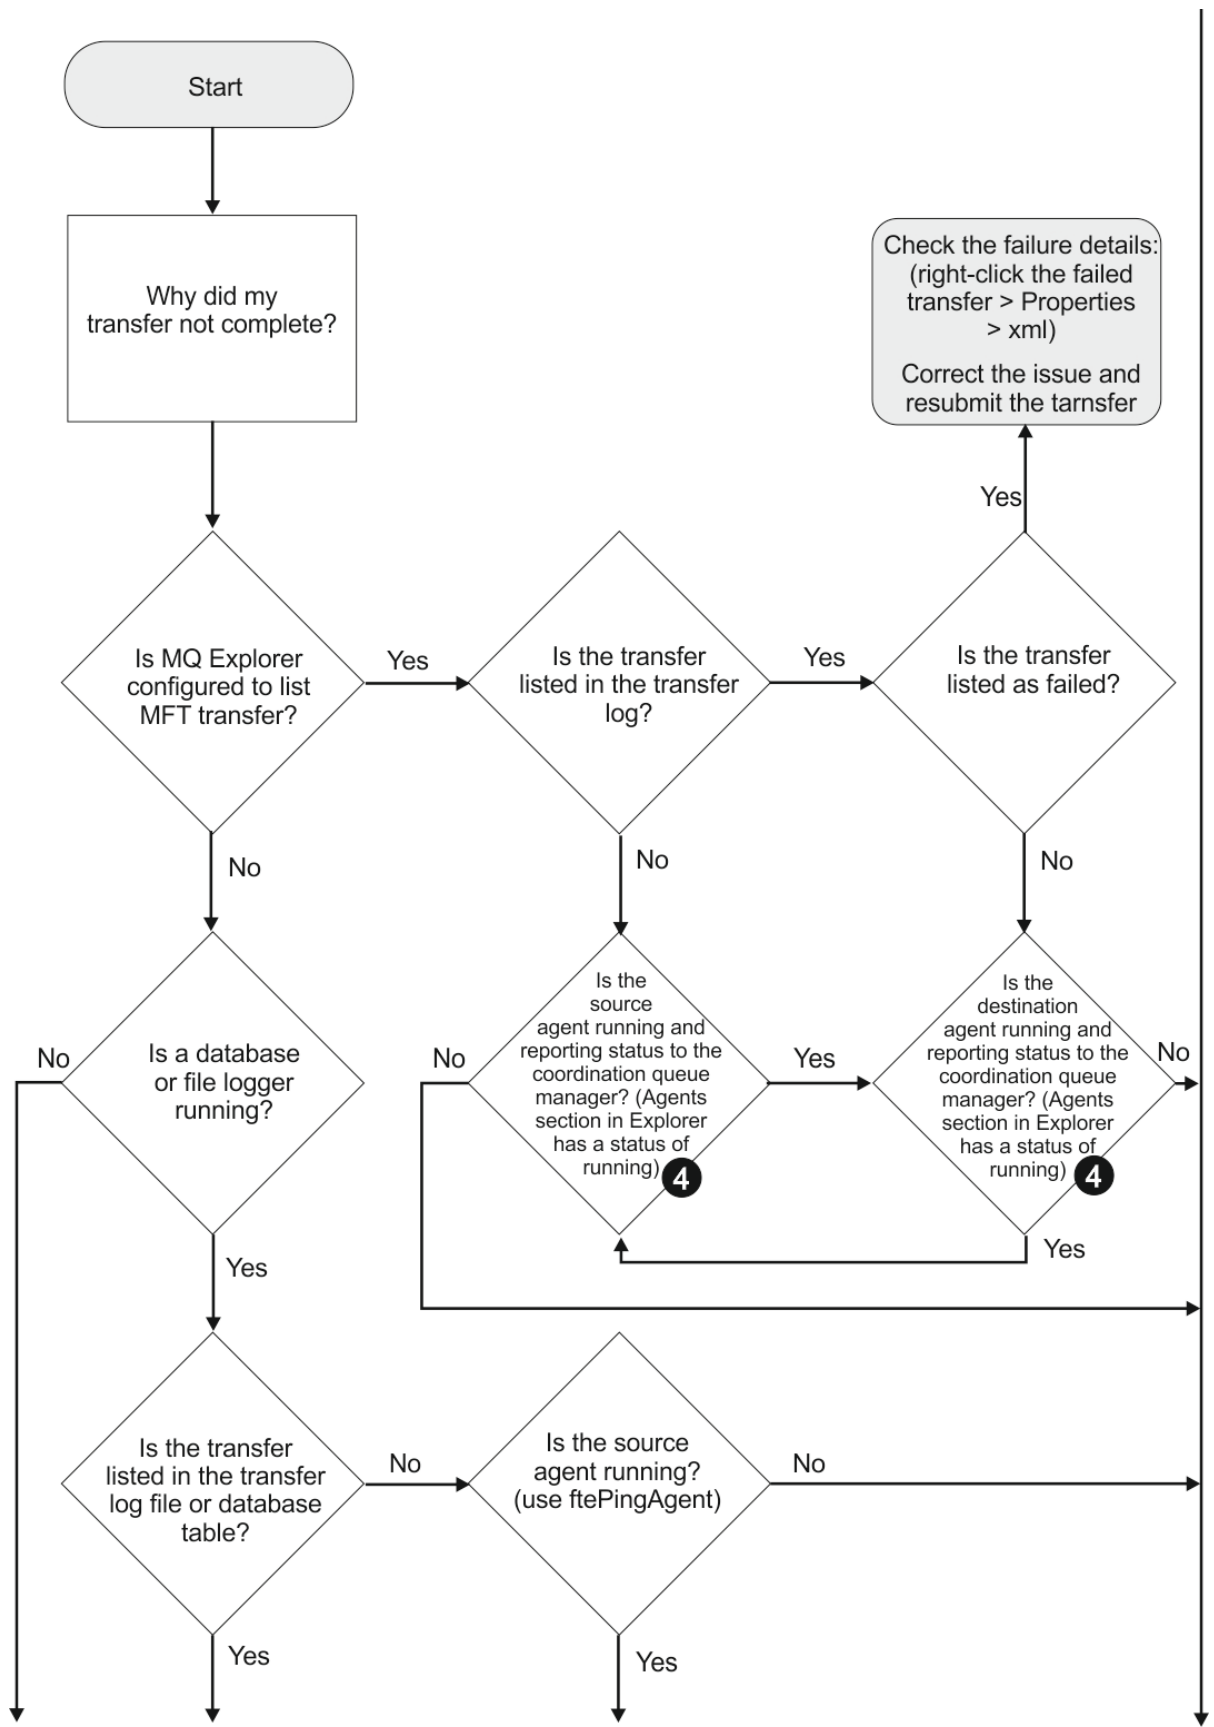 Start
Why did my
transfer not complete?
Check the failure details:
(right-click the failed
transfer > Properties
> xml)
Correct the issue and
resubmit the tarnsfer
Yes
Is MQ Explorer
configured to list
MFT transfer?
Yes
Is the transfer
listed in the transfer
log?
Yes
Is the transfer
listed as failed?
No
No
No
No
Is a database
or file logger
running?
No
Is the
source
agent running and
reporting status to the
coordination queue
manager? (Agents
section in Explorer
has a status of
running)
4
Yes
Is the
destination
agent running and
reporting status to the
coordination queue
manager? (Agents
section in Explorer
has a status of
running)
4
No
Yes
Yes
Is the transfer
listed in the transfer
log file or database
table?
No
Is the source
agent running?
(use ftePingAgent)
No
Yes
Yes